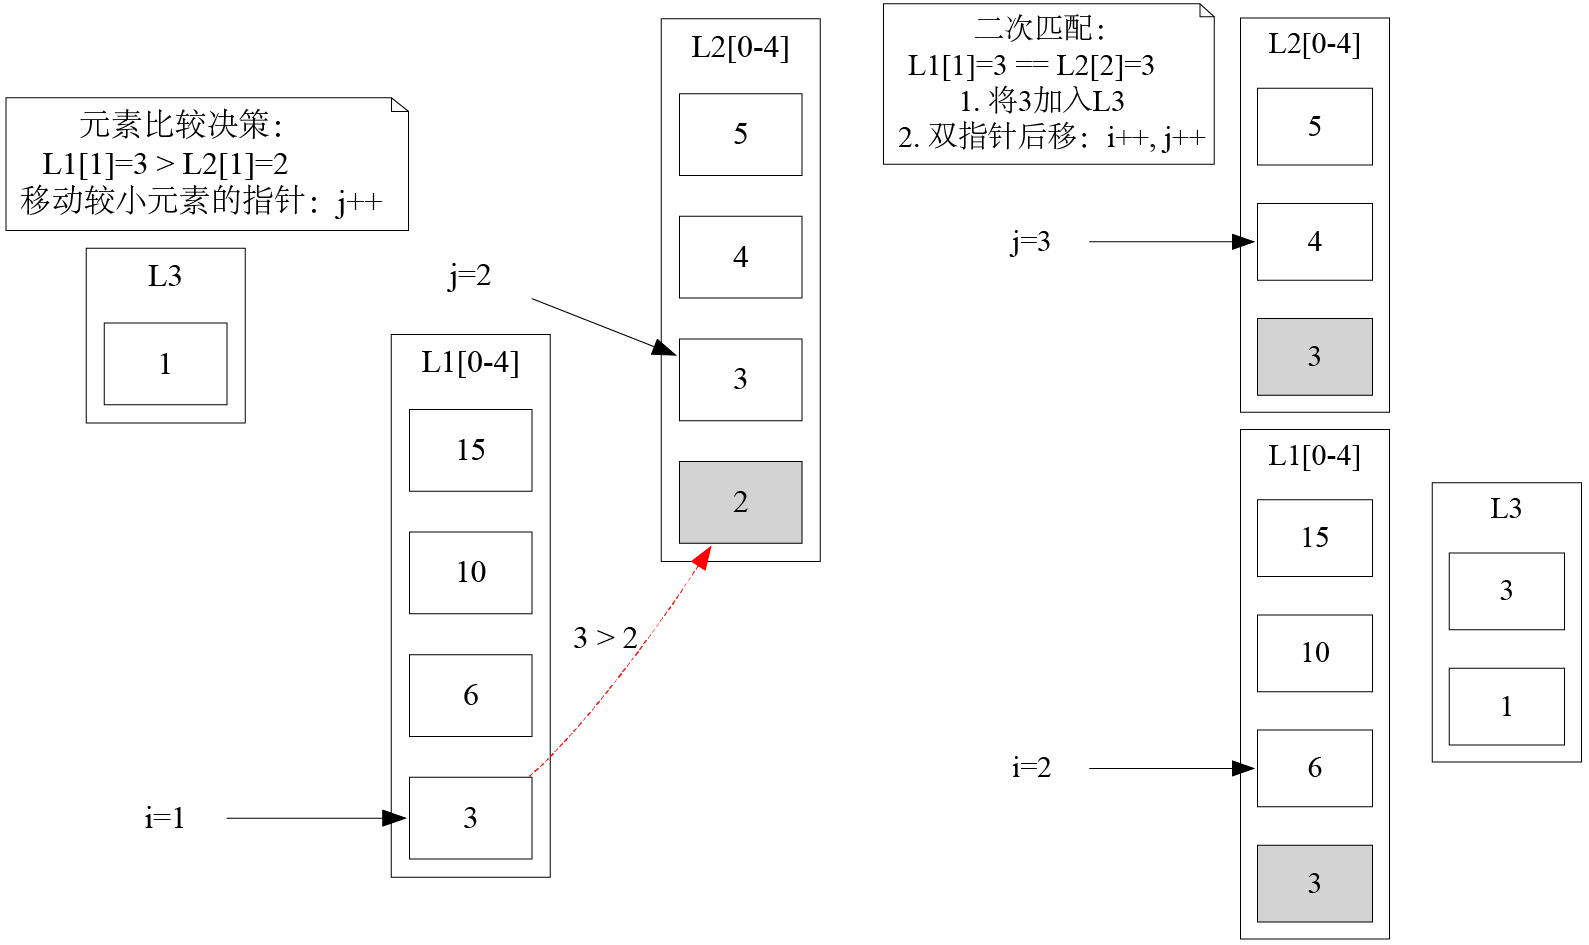 元素比较决策：
L1[1]=3 > L2[1]=2
移动较小元素的指针：j++
L3
1
L2[0-4]
5
4
3
2
j=2
L1[0-4]
15
10
6
3
i=1
3 > 2
二次匹配：
L1[1]=3 == L2[2]=3
1. 将3加入L3
2. 双指针后移：i++, j++
L2[0-4]
5
4
3
j=3
L1[0-4]
15
10
6
3
i=2
L3
3
1